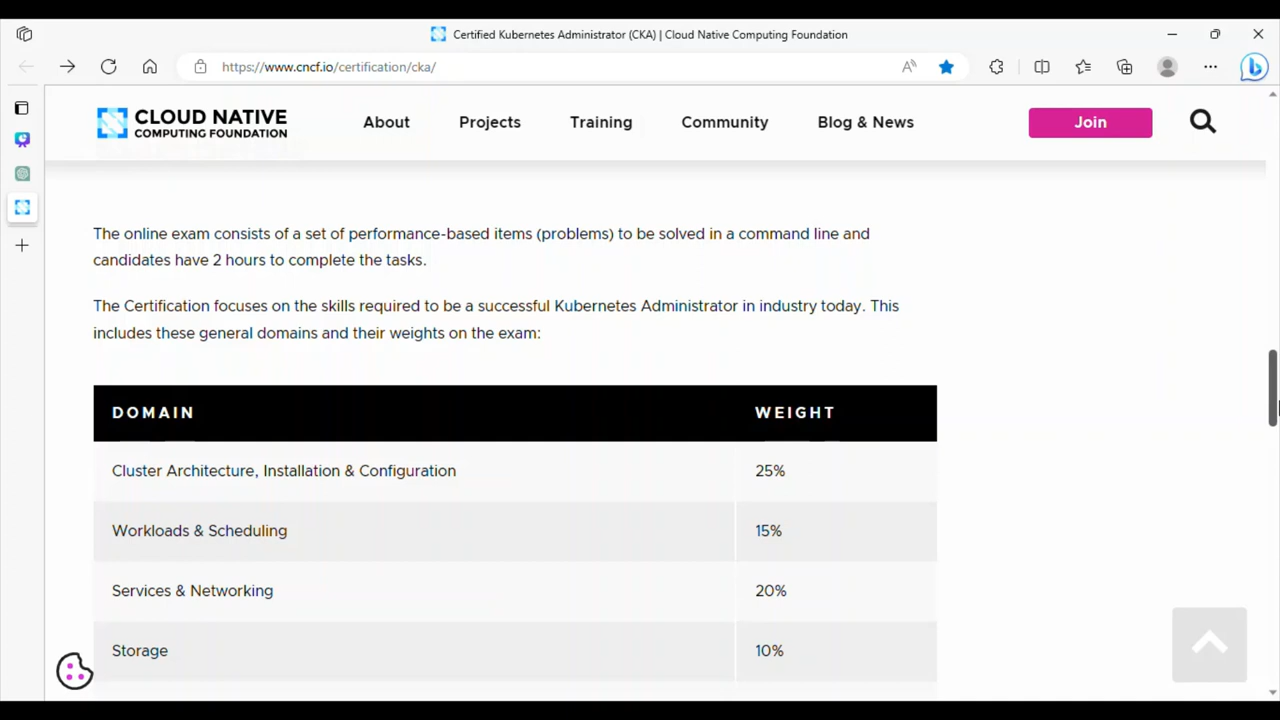 Certified Kubernetes Administrator (CKA) | Cloud Native Computing Foundation
https://www.cncf.io/certification/cka/
CLOUD NATIVE
COMPUTING FOUNDATION
About
Projects
Training
Community
Blog & News
Join
The online exam consists of a set of performance-based items (problems) to be solved in a command line and
candidates have 2 hours to complete the tasks.
The Certification focuses on the skills required to be a successful Kubernetes Administrator in industry today. This
includes these general domains and their weights on the exam:
DOMAIN WEIGHT
Cluster Architecture, Installation & Configuration 25%
Workloads & Scheduling 15%
Services & Networking 20%
Storage 10%